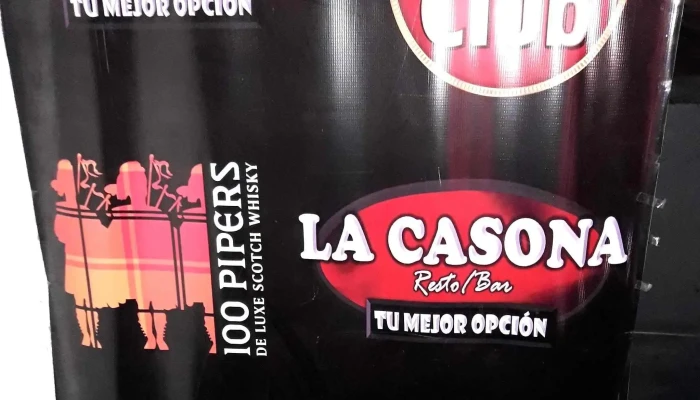 TU MEJOR OPCIÓN
Club
100 PIPERS
DE LUXE SCOTCH WHISKY
LA CASONA
Resto/Bar
TU MEJOR OPCIÓN